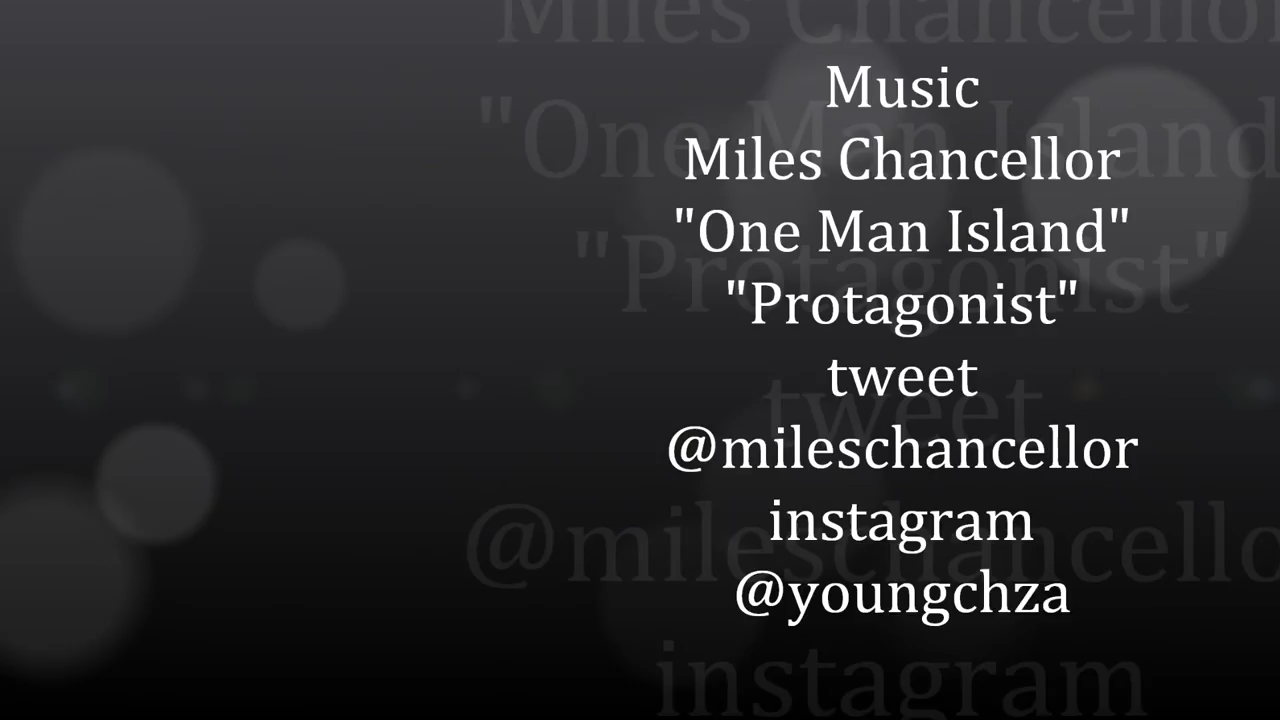 Music
Miles Chancellor
"One Man Island"
"Protagonist"
tweet
@mileschancellor
instagram
@youngchza